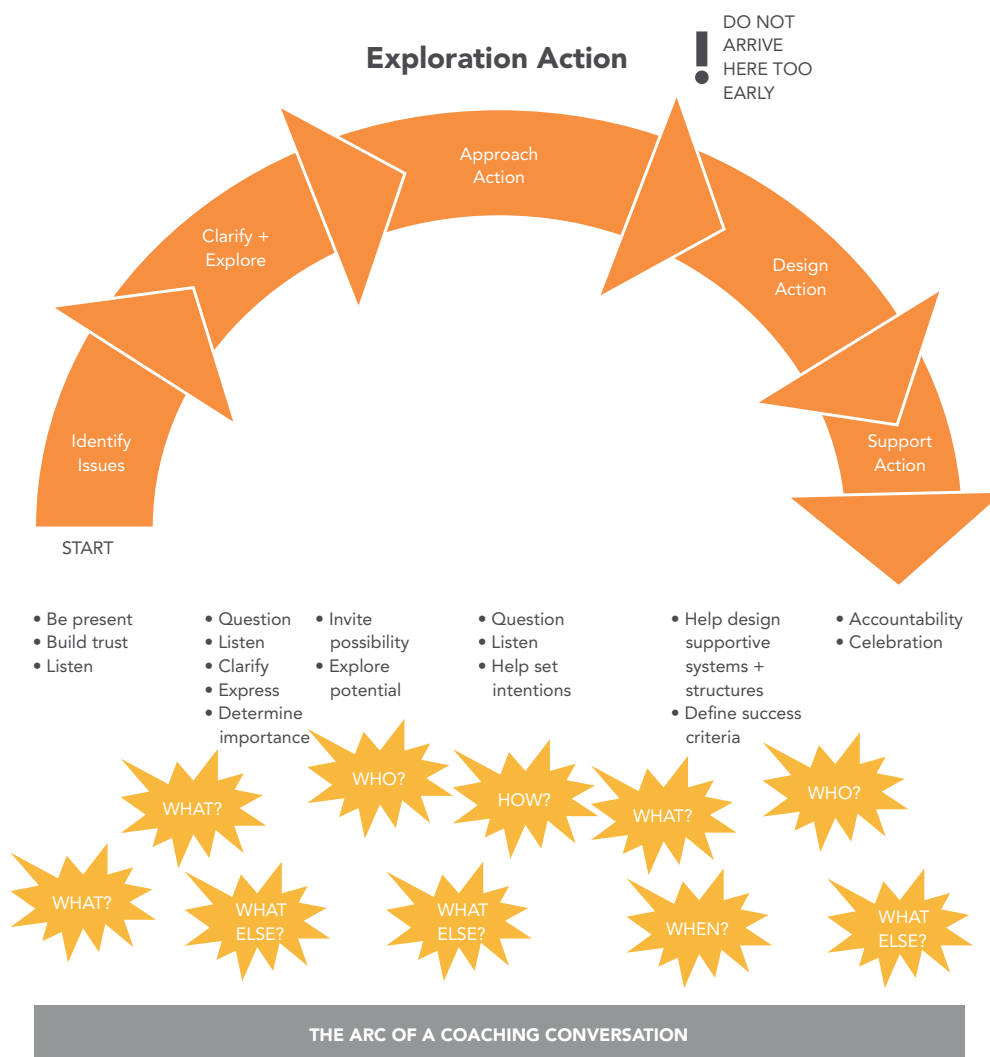 Exploration Action
!
DO NOT
ARRIVE
HERE TOO
EARLY
Approach
Action
Clarify +
Explore
Design
Action
Identify
Issues
Support
Action
START
• Be present
• Build trust
• Listen
• Question
• Listen
• Clarify
• Express
• Determine
importance
• Invite
possibility
• Explore
potential
• Question
• Listen
• Help set
intentions
• Help design
supportive
systems +
structures
• Define success
criteria
• Accountability
• Celebration
WHAT?
WHO?
HOW?
WHAT?
WHO?
WHAT?
WHAT
ELSE?
WHAT
ELSE?
WHEN?
WHAT
ELSE?
THE ARC OF A COACHING CONVERSATION